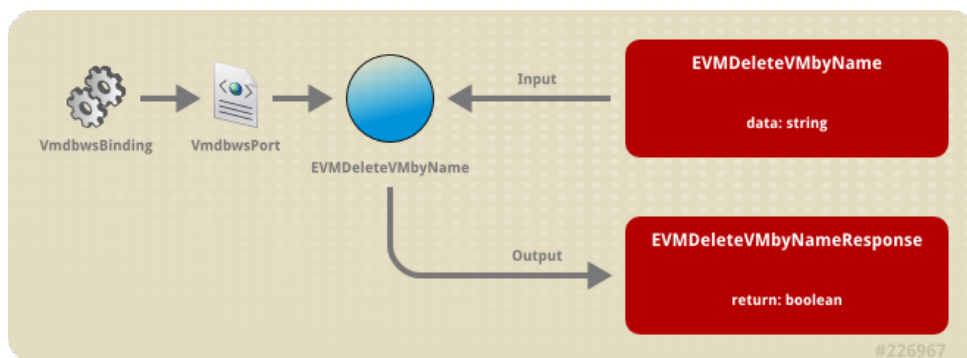 EVMDeleteVMbyName
Input
data: string
VmdbwsBinding
VmdbwsPort
EVMDeleteVMbyName
EVMDeleteVMbyNameResponse
Output
return: boolean
#226967